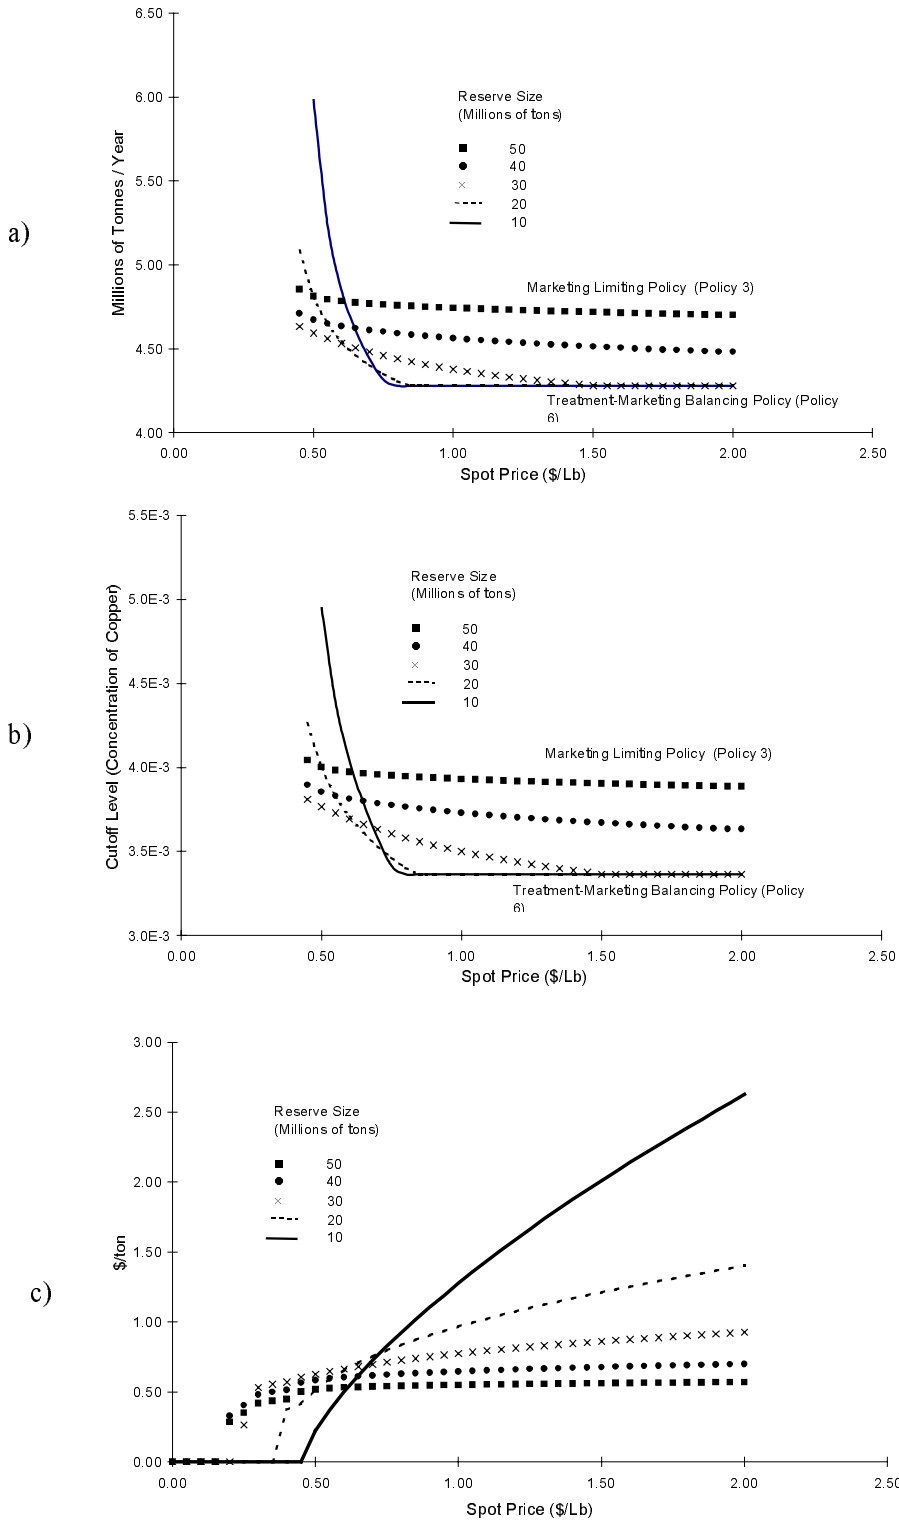 a)
Millions of Tonnes / Year
6.50
6.00
5.50
5.00
4.50
4.00
0.00 0.50 1.00 1.50 2.00 2.50
Spot Price ($/Lb)
Reserve Size
(Millions of tons)
50
40
30
20
10
Marketing Limiting Policy (Policy 3)
Treatment-Marketing Balancing Policy (Policy
6)
b)
Cutoff Level (Concentration of Copper)
5.5E-3
5.0E-3
4.5E-3
4.0E-3
3.5E-3
3.0E-3
0.00 0.50 1.00 1.50 2.00 2.50
Spot Price ($/Lb)
Reserve Size
(Millions of tons)
50
40
30
20
10
Marketing Limiting Policy (Policy 3)
Treatment-Marketing Balancing Policy (Policy
6)
c)
$/ton
3.00
2.50
2.00
1.50
1.00
0.50
0.00
0.00 0.50 1.00 1.50 2.00 2.50
Spot Price ($/Lb)
Reserve Size
(Millions of tons)
50
40
30
20
10